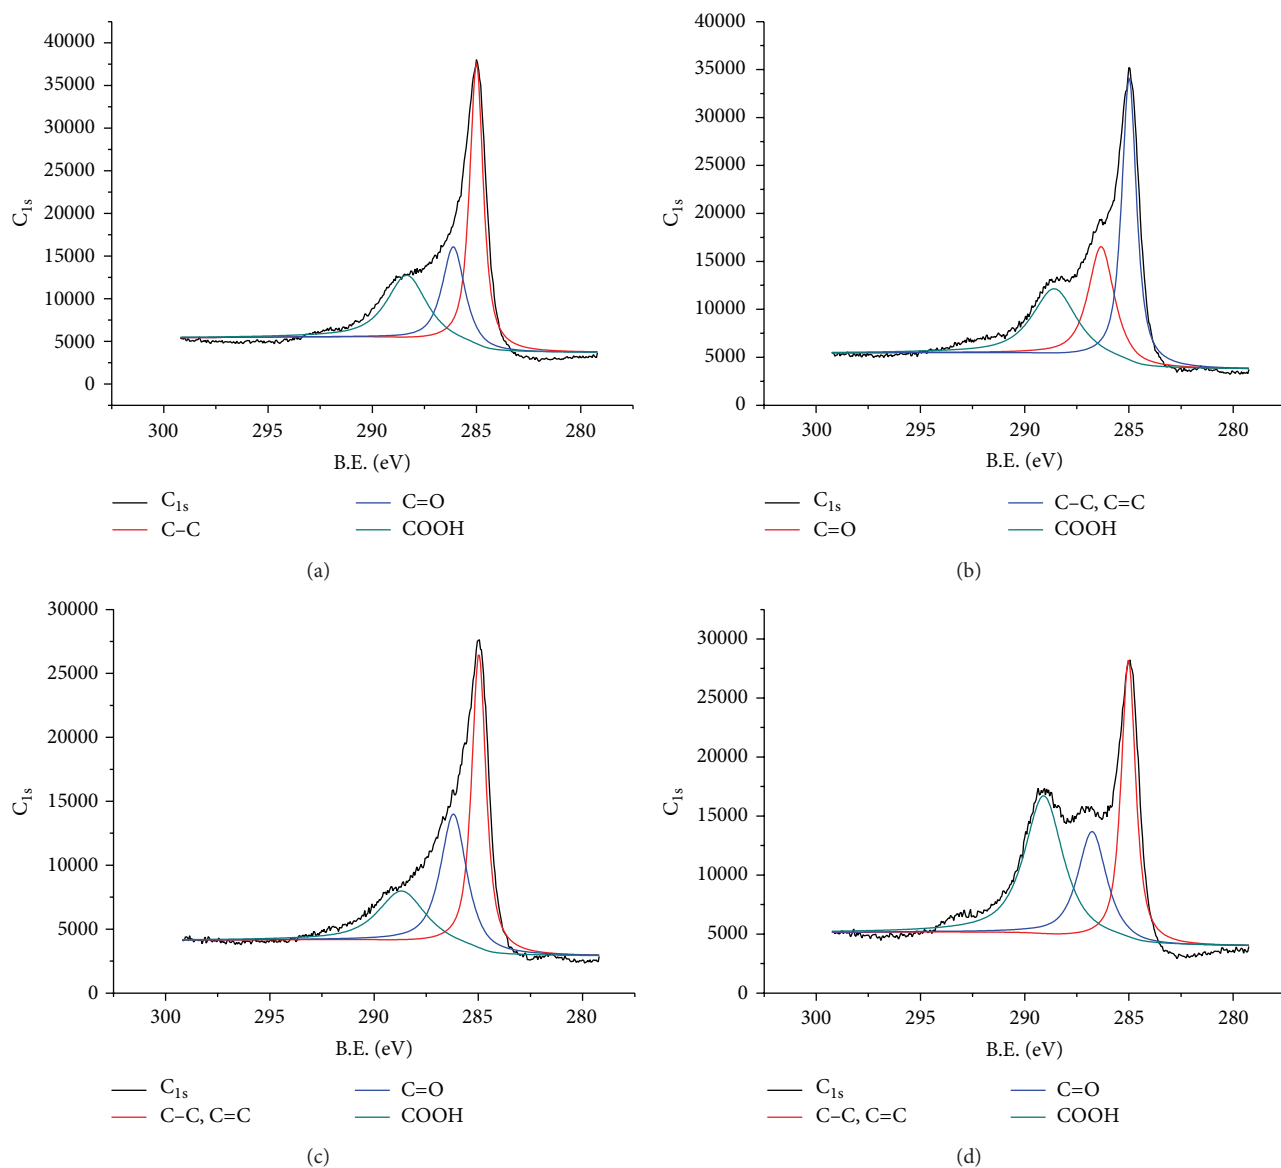 40000
35000
30000
25000
20000
15000
10000
5000
0
C1s
300 295 290 285 280
B.E. (eV)
C1s C=O
C–C COOH
(a)
40000
35000
30000
25000
20000
15000
10000
5000
0
C1s
300 295 290 285 280
B.E. (eV)
C1s C–C, C=C
C=O COOH
(b)
30000
25000
20000
15000
10000
5000
0
C1s
300 295 290 285 280
B.E. (eV)
C1s C=O
C–C, C=C COOH
(c)
30000
25000
20000
15000
10000
5000
0
C1s
300 295 290 285 280
B.E. (eV)
C1s C=O
C–C, C=C COOH
(d)